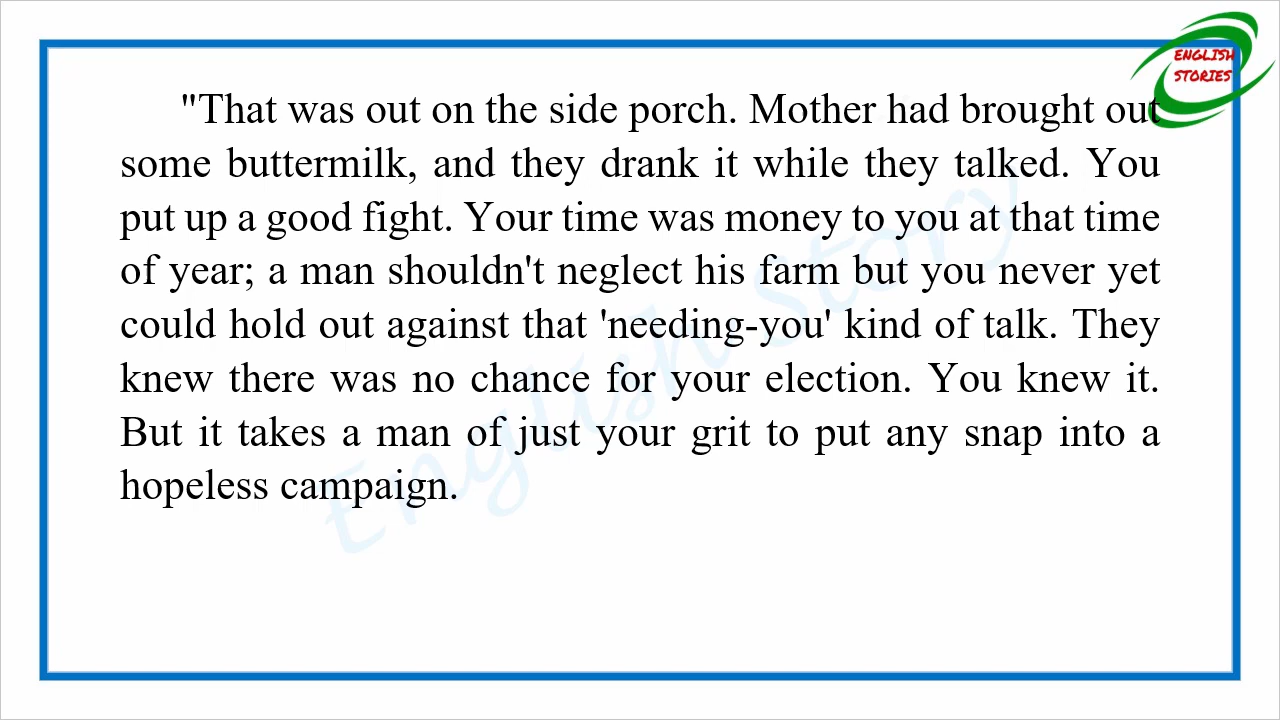 ENGLISH
STORIES
"That was out on the side porch. Mother had brought out
some buttermilk, and they drank it while they talked. You
put up a good fight. Your time was money to you at that time
of year; a man shouldn't neglect his farm but you never yet
could hold out against that 'needing-you' kind of talk. They
knew there was no chance for your election. You knew it.
But it takes a man of just your grit to put any snap into a
hopeless campaign.
English Story